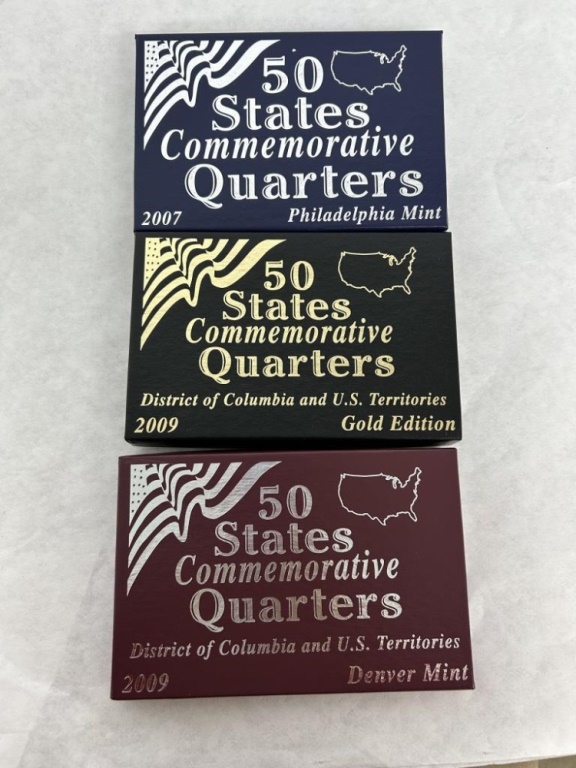 50
States
Commemorative
Quarters
2007 Philadelphia Mint
50
States
Commemorative
Quarters
District of Columbia and U.S. Territories
2009 Gold Edition
50
States
Commemorative
Quarters
District of Columbia and U.S. Territories
2009 Denver Mint